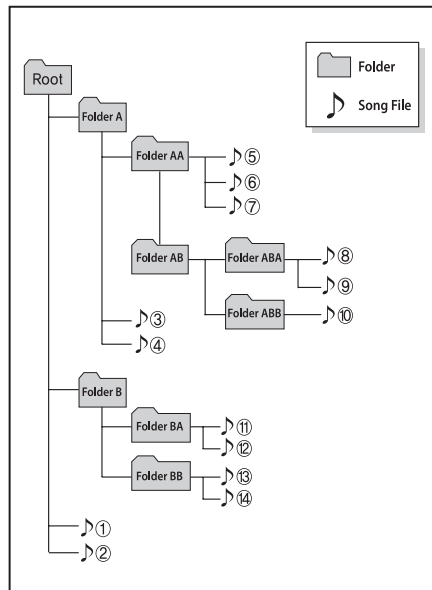 Root
Folder
Song File
Folder A
Folder AA
⑤
⑥
⑦
Folder AB
Folder ABA
⑧
⑨
Folder ABB
⑩
③
④
Folder B
Folder BA
⑪
⑫
Folder BB
⑬
⑭
①
②